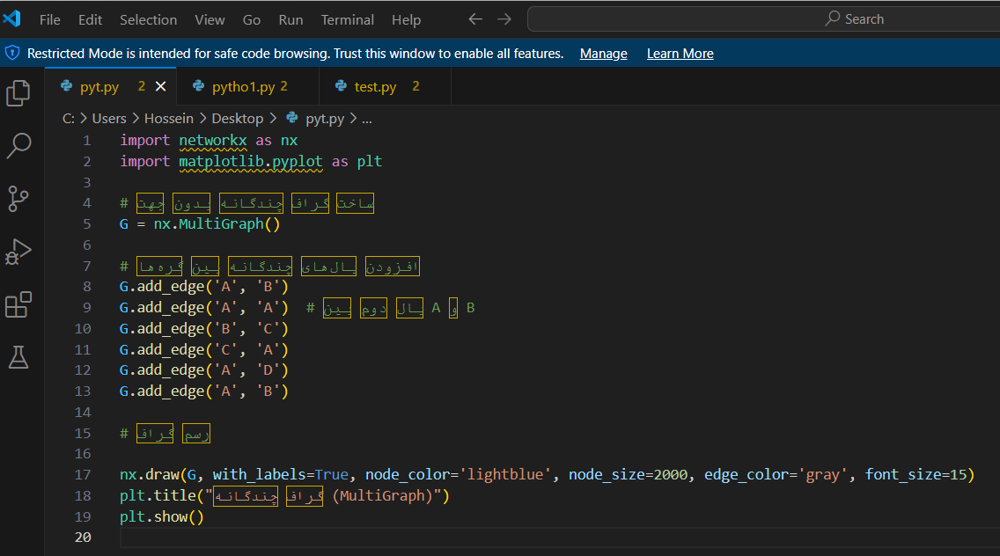 File Edit Selection View Go Run Terminal Help ← → Search
Restricted Mode is intended for safe code browsing. Trust this window to enable all features. Manage Learn More
pyt.py 2 pytho1.py 2 test.py 2
C: > Users > Hossein > Desktop > pyt.py > ...
1 import networkx as nx
2 import matplotlib.pyplot as plt
3
4 # ساخت گراف چندگانه بدون جهت
5 G = nx.MultiGraph()
6
7 # افزودن یال‌های چندگانه بین گره‌ها
8 G.add_edge('A', 'B')
9 G.add_edge('A', 'A')  # یال دوم بین A و B
10 G.add_edge('B', 'C')
11 G.add_edge('C', 'A')
12 G.add_edge('A', 'D')
13 G.add_edge('A', 'B')
14
15 # رسم گراف
16
17 nx.draw(G, with_labels=True, node_color='lightblue', node_size=2000, edge_color='gray', font_size=15)
18 plt.title("گراف چندگانه (MultiGraph)")
19 plt.show()
20